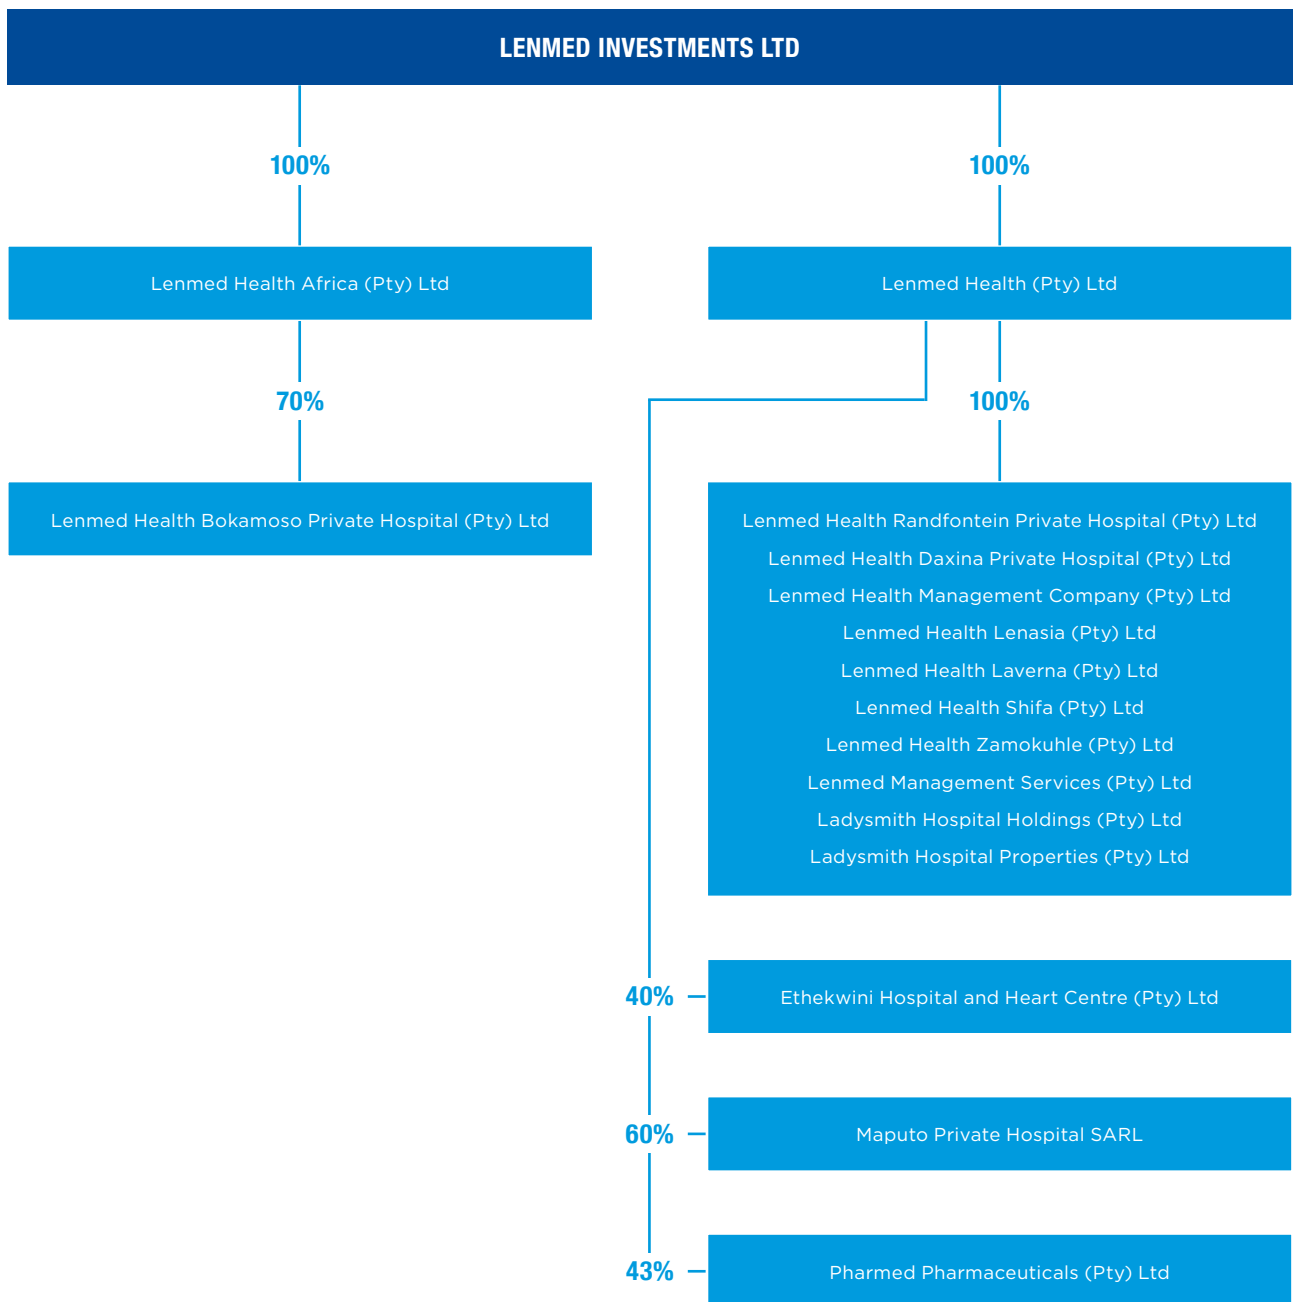 LENMED INVESTMENTS LTD
100%
100%
Lenmed Health Africa (Pty) Ltd
Lenmed Health (Pty) Ltd
70%
100%
Lenmed Health Bokamoso Private Hospital (Pty) Ltd
Lenmed Health Randfontein Private Hospital (Pty) Ltd
Lenmed Health Daxina Private Hospital (Pty) Ltd
Lenmed Health Management Company (Pty) Ltd
Lenmed Health Lenasia (Pty) Ltd
Lenmed Health Laverna (Pty) Ltd
Lenmed Health Shifa (Pty) Ltd
Lenmed Health Zamokuhle (Pty) Ltd
Lenmed Management Services (Pty) Ltd
Ladysmith Hospital Holdings (Pty) Ltd
Ladysmith Hospital Properties (Pty) Ltd
40%
Ethekwini Hospital and Heart Centre (Pty) Ltd
60%
Maputo Private Hospital SARL
43%
Pharmed Pharmaceuticals (Pty) Ltd